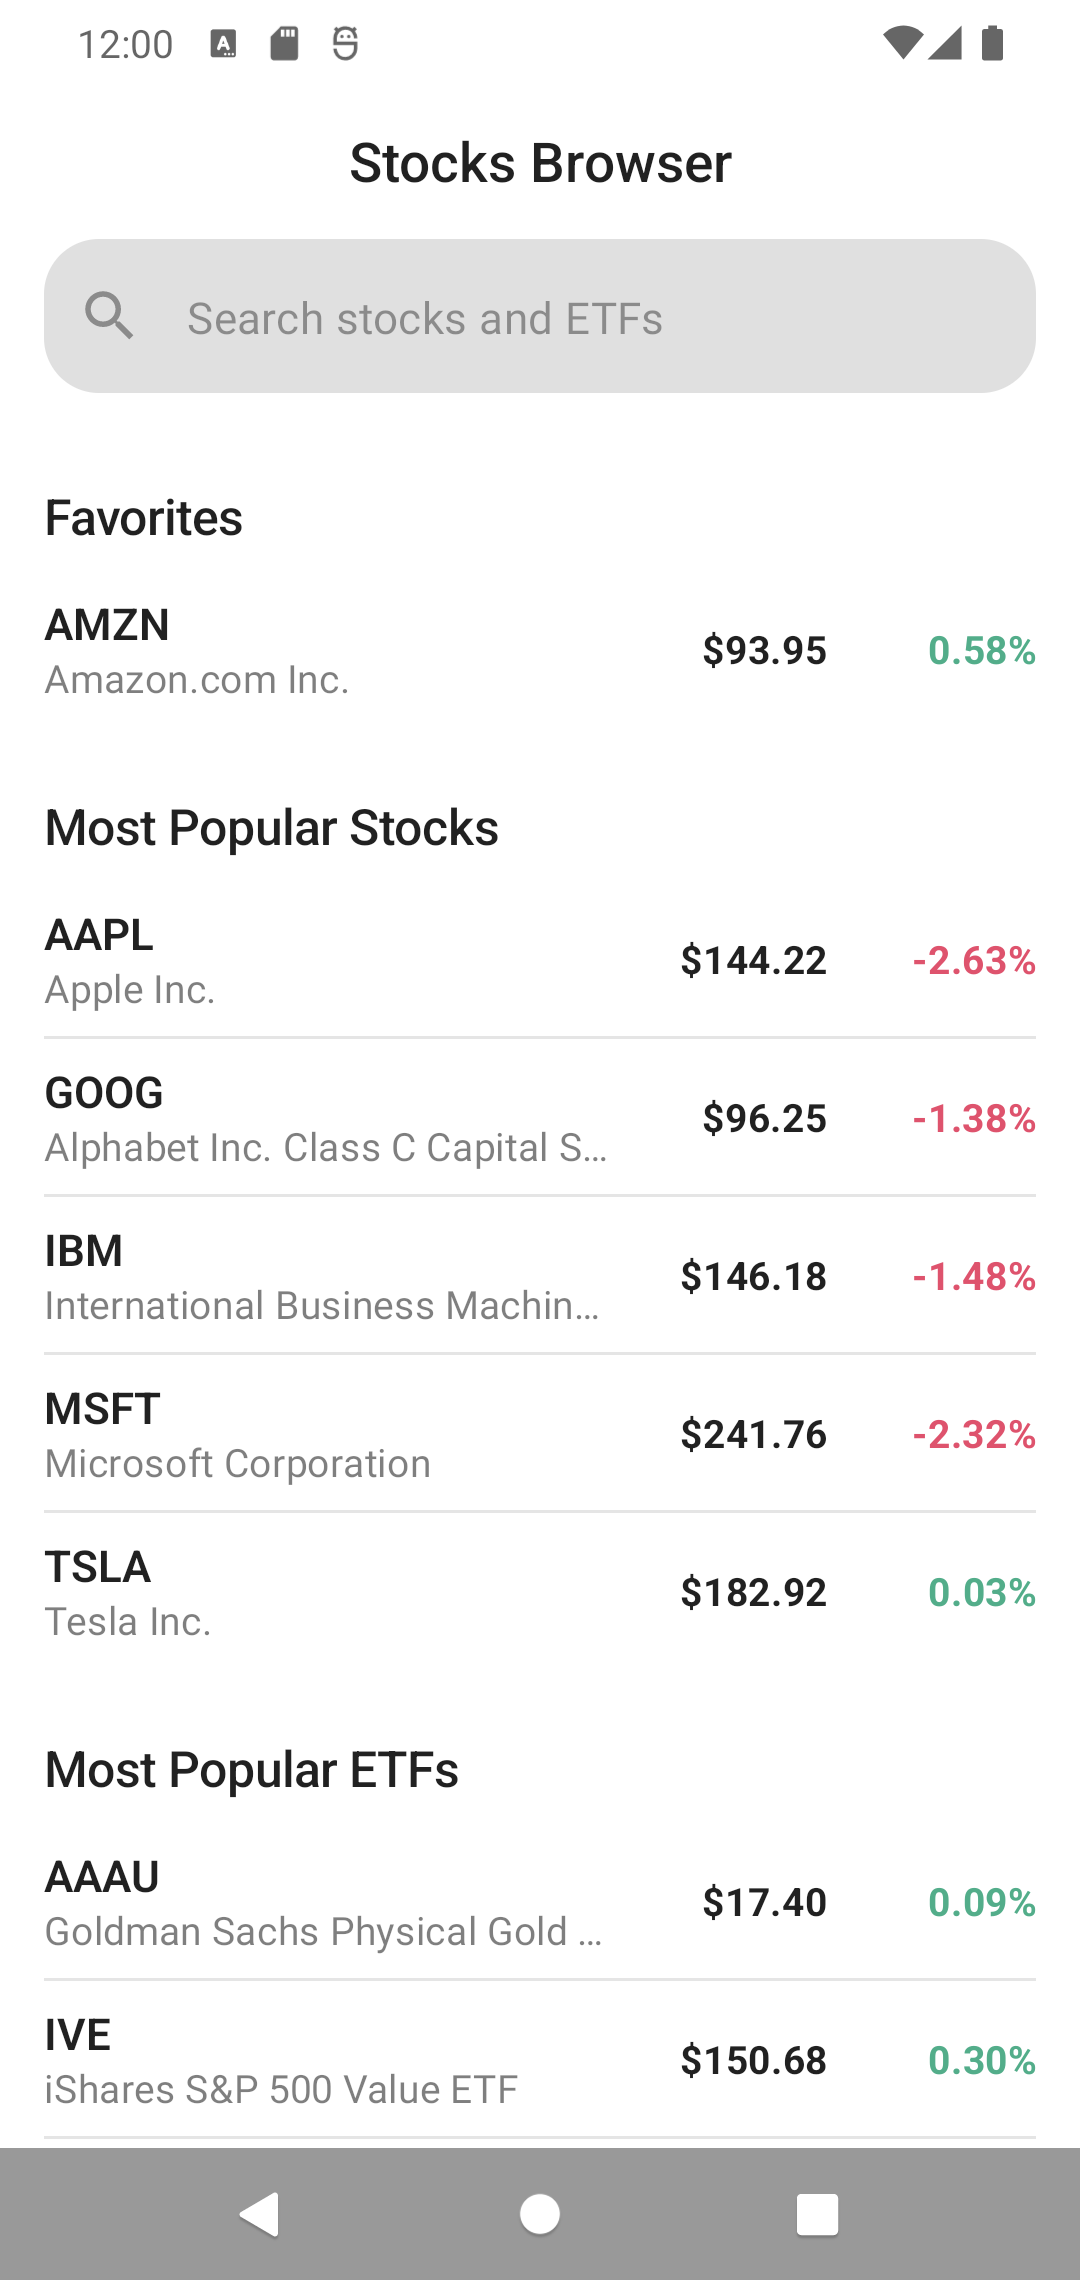 12:00
Stocks Browser
Search stocks and ETFs
Favorites
AMZN
Amazon.com Inc.
$93.95
0.58%
Most Popular Stocks
AAPL
Apple Inc.
$144.22
-2.63%
GOOG
Alphabet Inc. Class C Capital S...
$96.25
-1.38%
IBM
International Business Machin...
$146.18
-1.48%
MSFT
Microsoft Corporation
$241.76
-2.32%
TSLA
Tesla Inc.
$182.92
0.03%
Most Popular ETFs
AAAU
Goldman Sachs Physical Gold ...
$17.40
0.09%
IVE
iShares S&P 500 Value ETF
$150.68
0.30%